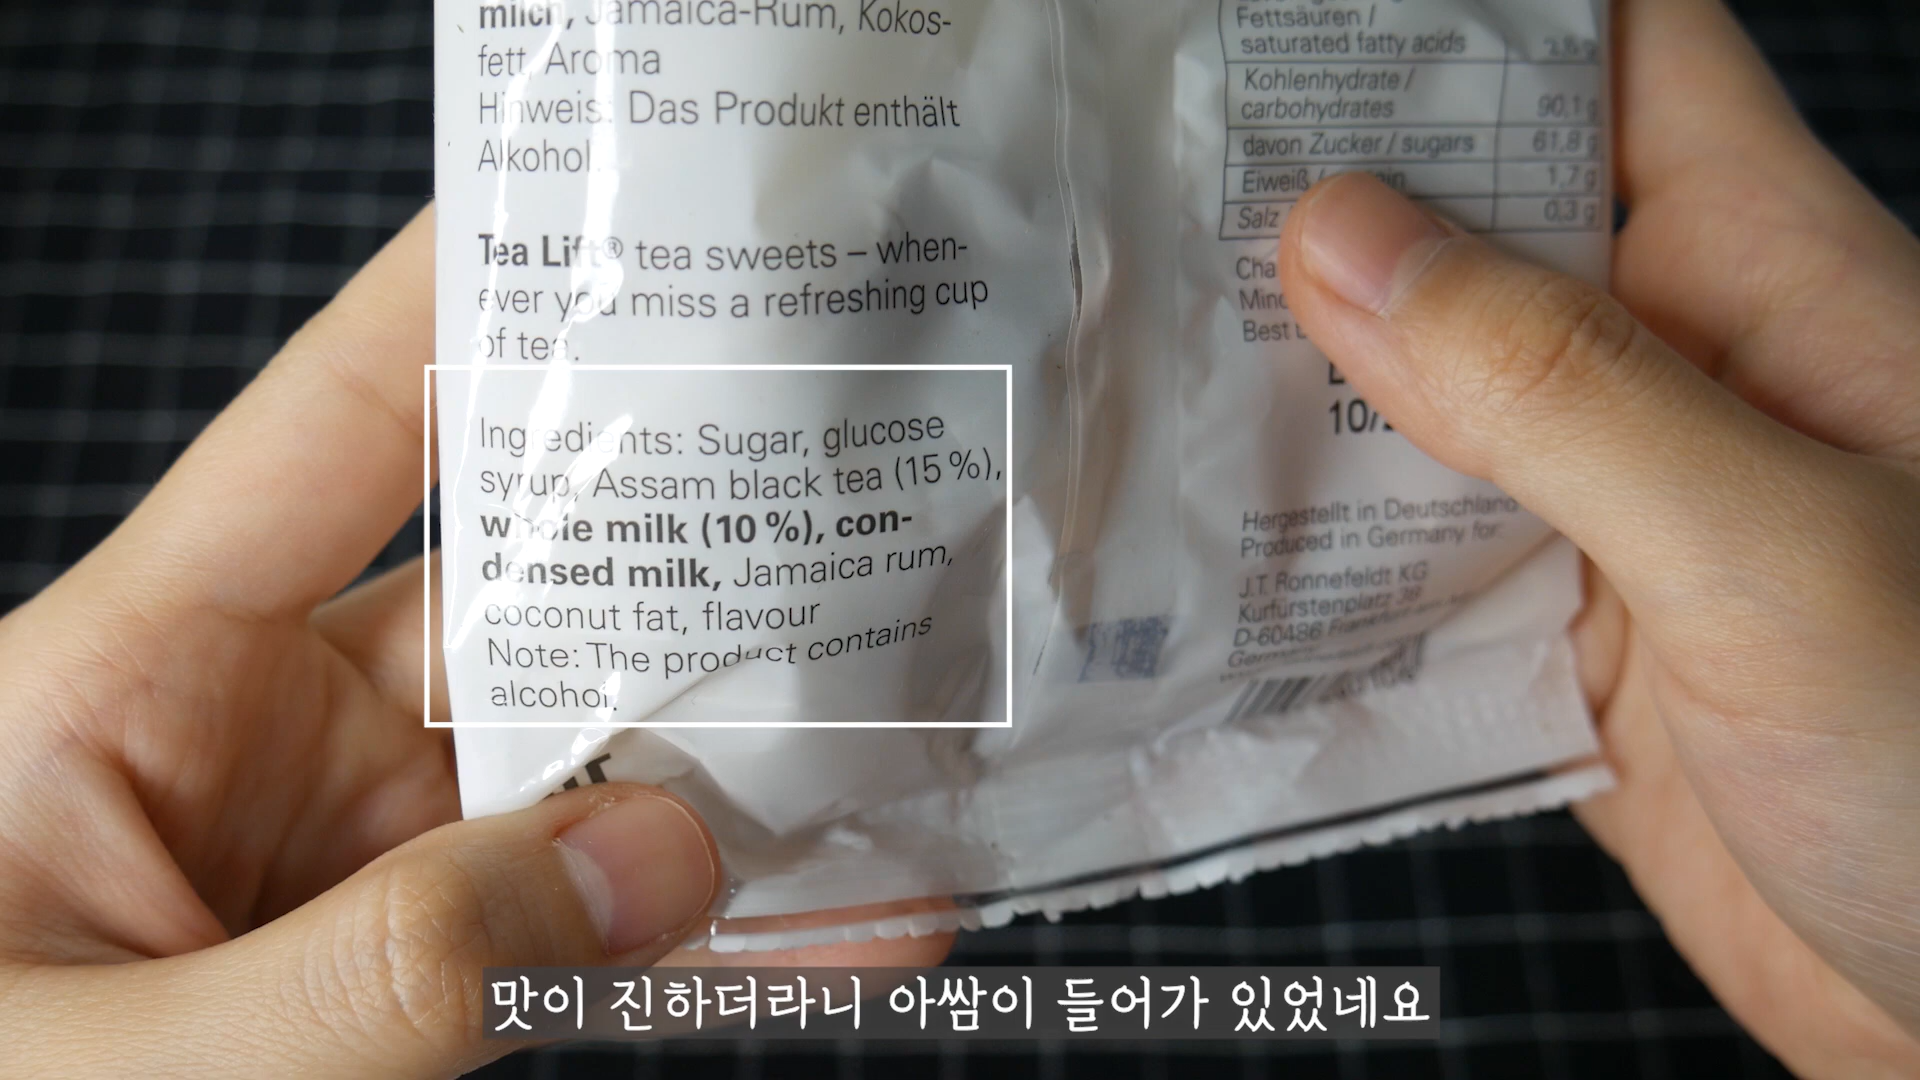 milch, Jamaica-Rum, Kokos-
fett, Aroma
Hinweis: Das Produkt enthält
Alkohol.
Tea Lift® tea sweets – when-
ever you miss a refreshing cup
of tea.
Ingredients: Sugar, glucose
syrup, Assam black tea (15 %),
whole milk (10 %), con-
densed milk, Jamaica rum,
coconut fat, flavour
Note: The product contains
alcohol.
Fettsäuren /
saturated fatty acids
Kohlenhydrate /
carbohydrates 90,1 g
davon Zucker / sugars 61,8 g
Eiweiß / 1,7 g
Salz 0,3 g
Best
10/
Hergestellt in Deutschland
Produced in Germany for:
J.T. Ronnefeldt KG
Kurfürstenplatz 38
D-60486 Frankfurt
맛이 진하더라니 아쌈이 들어가 있었네요